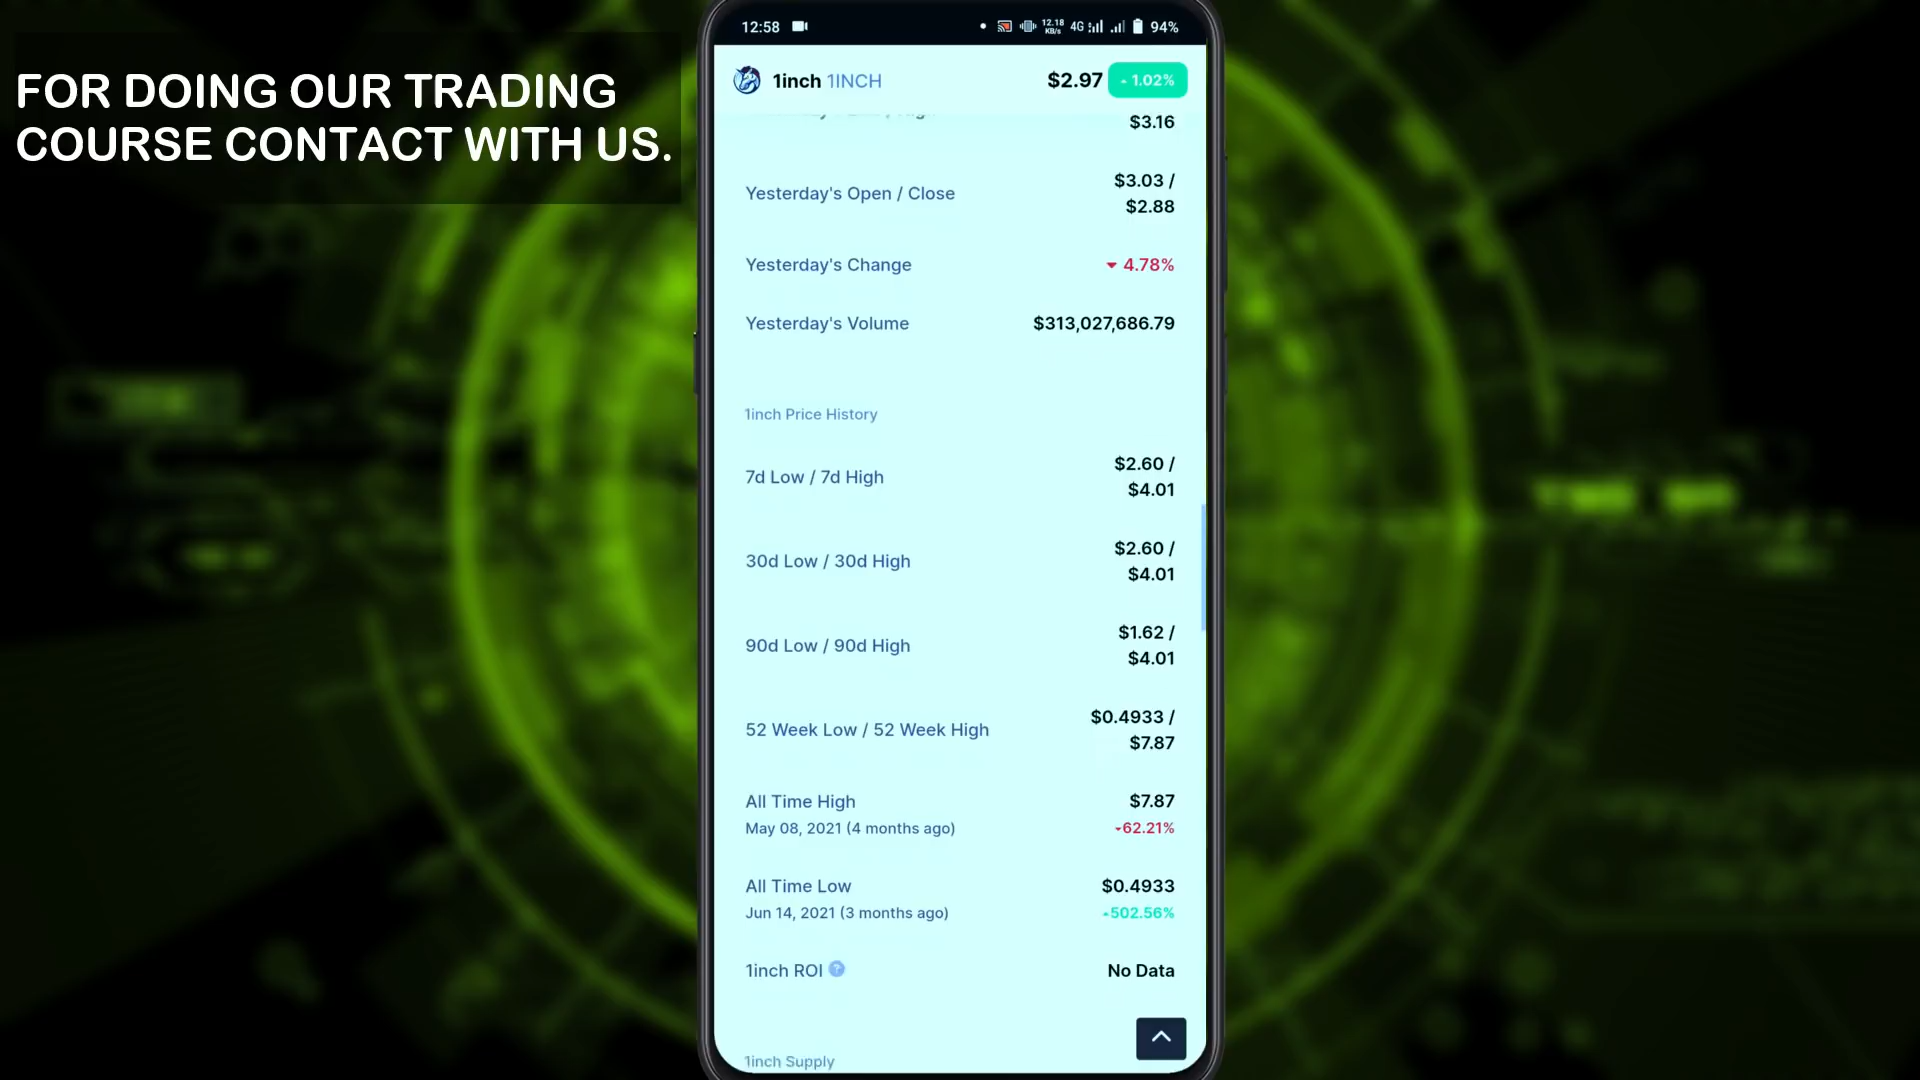 FOR DOING OUR TRADING
COURSE CONTACT WITH US.
12:58
12.18
KB/s
4G
94%
1inch 1INCH
$2.97
1.02%
$3.16
Yesterday's Open / Close
$3.03 /
$2.88
Yesterday's Change
4.78%
Yesterday's Volume
$313,027,686.79
1inch Price History
7d Low / 7d High
$2.60 /
$4.01
30d Low / 30d High
$2.60 /
$4.01
90d Low / 90d High
$1.62 /
$4.01
52 Week Low / 52 Week High
$0.4933 /
$7.87
All Time High
$7.87
May 08, 2021 (4 months ago)
62.21%
All Time Low
$0.4933
Jun 14, 2021 (3 months ago)
502.56%
1inch ROI ?
No Data
1inch Supply